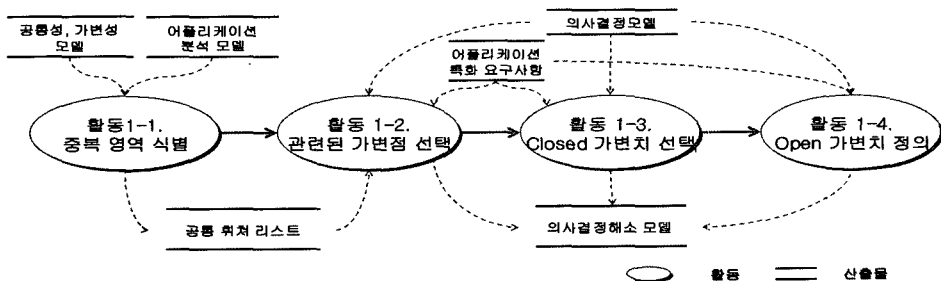 공통성, 가변성
모델
어플리케이션
분석 모델
의사결정모델
어플리케이션
특화 요구사항
활동1-1.
중복 영역 식별
활동 1-2.
관련된 가변점 선택
활동 1-3.
Closed 가변치 선택
활동 1-4.
Open 가변치 정의
공통 휘쳐 리스트
의사결정해소 모델
활동
산출물